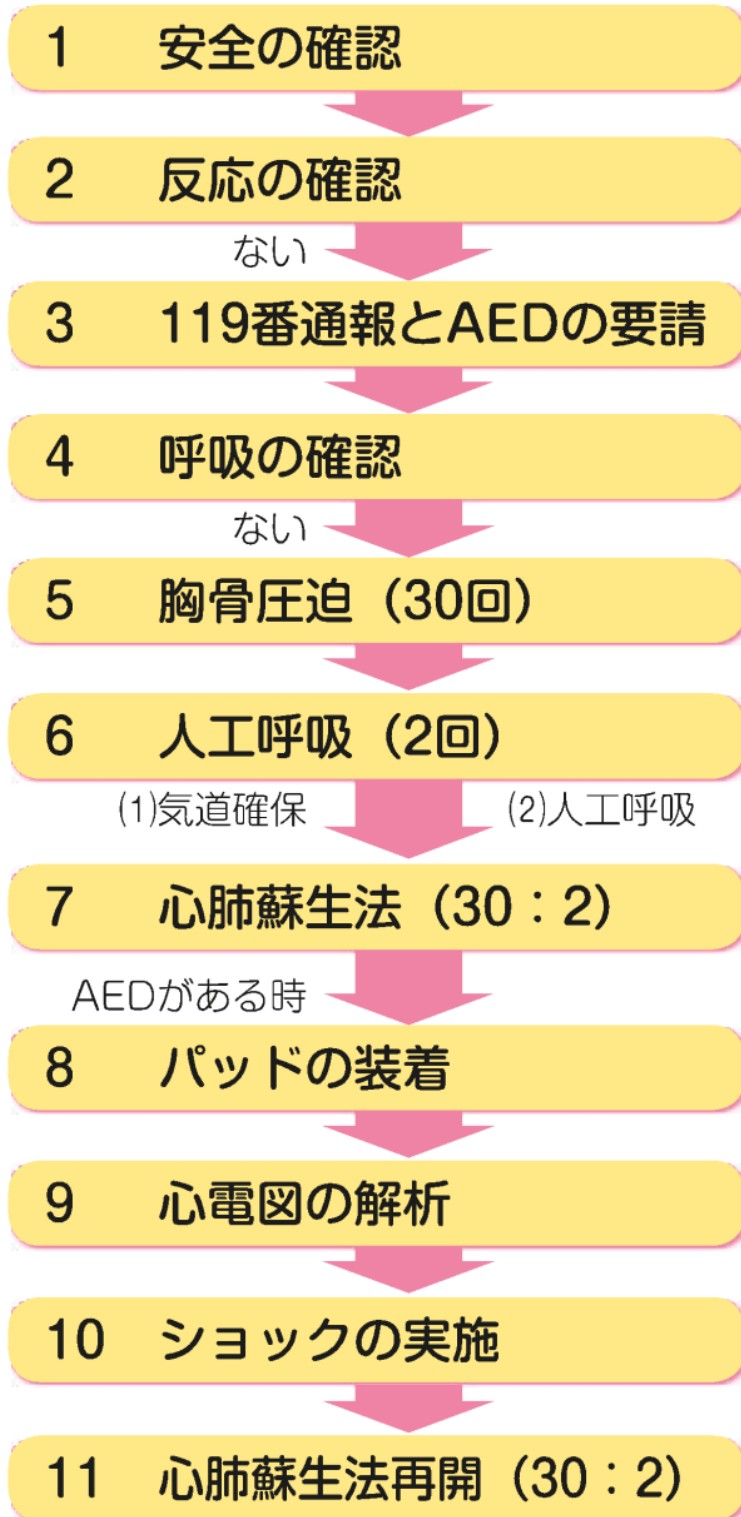 1 安全の確認
2 反応の確認
ない
3 119番通報とAEDの要請
4 呼吸の確認
ない
5 胸骨圧迫（30回）
6 人工呼吸（2回）
(1)気道確保 (2)人工呼吸
7 心肺蘇生法（30：2）
AEDがある時
8 パッドの装着
9 心電図の解析
10 ショックの実施
11 心肺蘇生法再開（30：2）